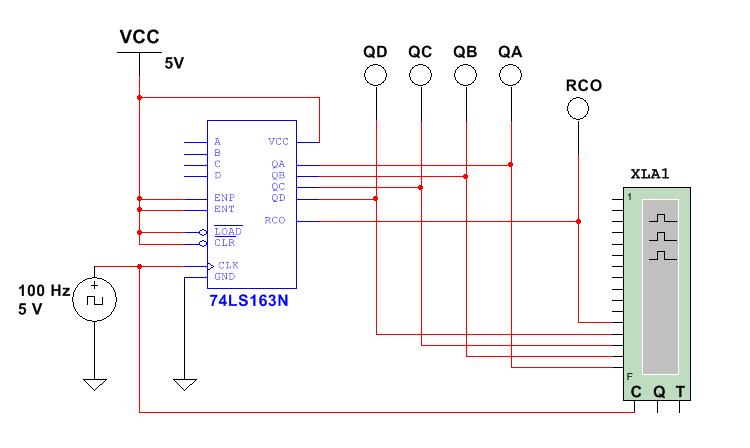 VCC
5V
QD QC QB QA
RCO
XLA1
A
B
C
D
ENP
ENT
LOAD
CLR
CLK
GND
VCC
QA
QB
QC
QD
RCO
74LS163N
100 Hz
5 V
1
F
C Q T